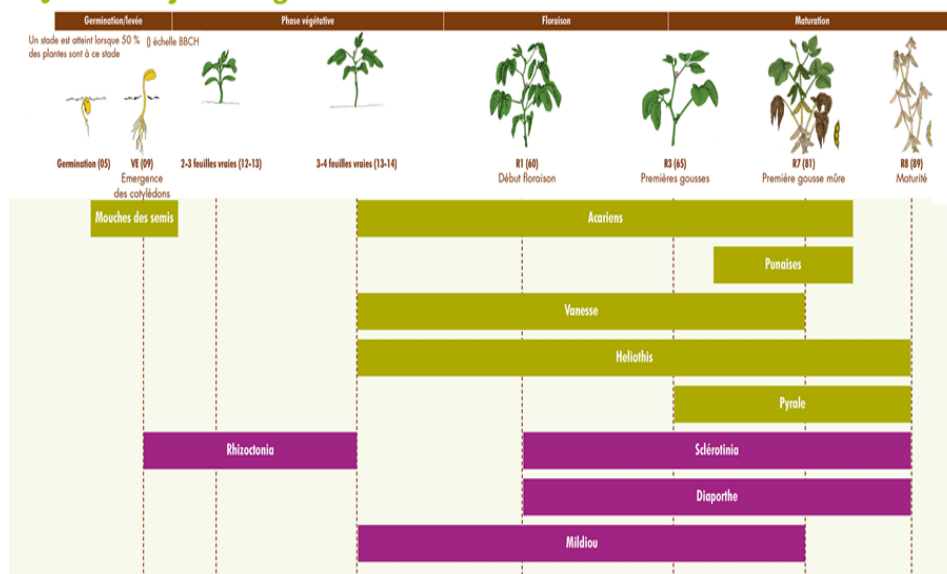 Germination/levée
Phase végétative
Floraison
Maturation
Un stade est atteint lorsque 50 %
des plantes sont à ce stade
() échelle BBCH
Germination (05)
VE (09)
Emergence
des cotylédons
2-3 feuilles vraies (12-13)
3-4 feuilles vraies (13-14)
R1 (60)
Début floraison
R3 (65)
Premières gousses
R7 (81)
Première gousse mûre
R8 (89)
Maturité
Mouches des semis
Acariens
Punaises
Vanesse
Heliothis
Pyrale
Rhizoctonia
Sclérotinia
Diaporthe
Mildiou